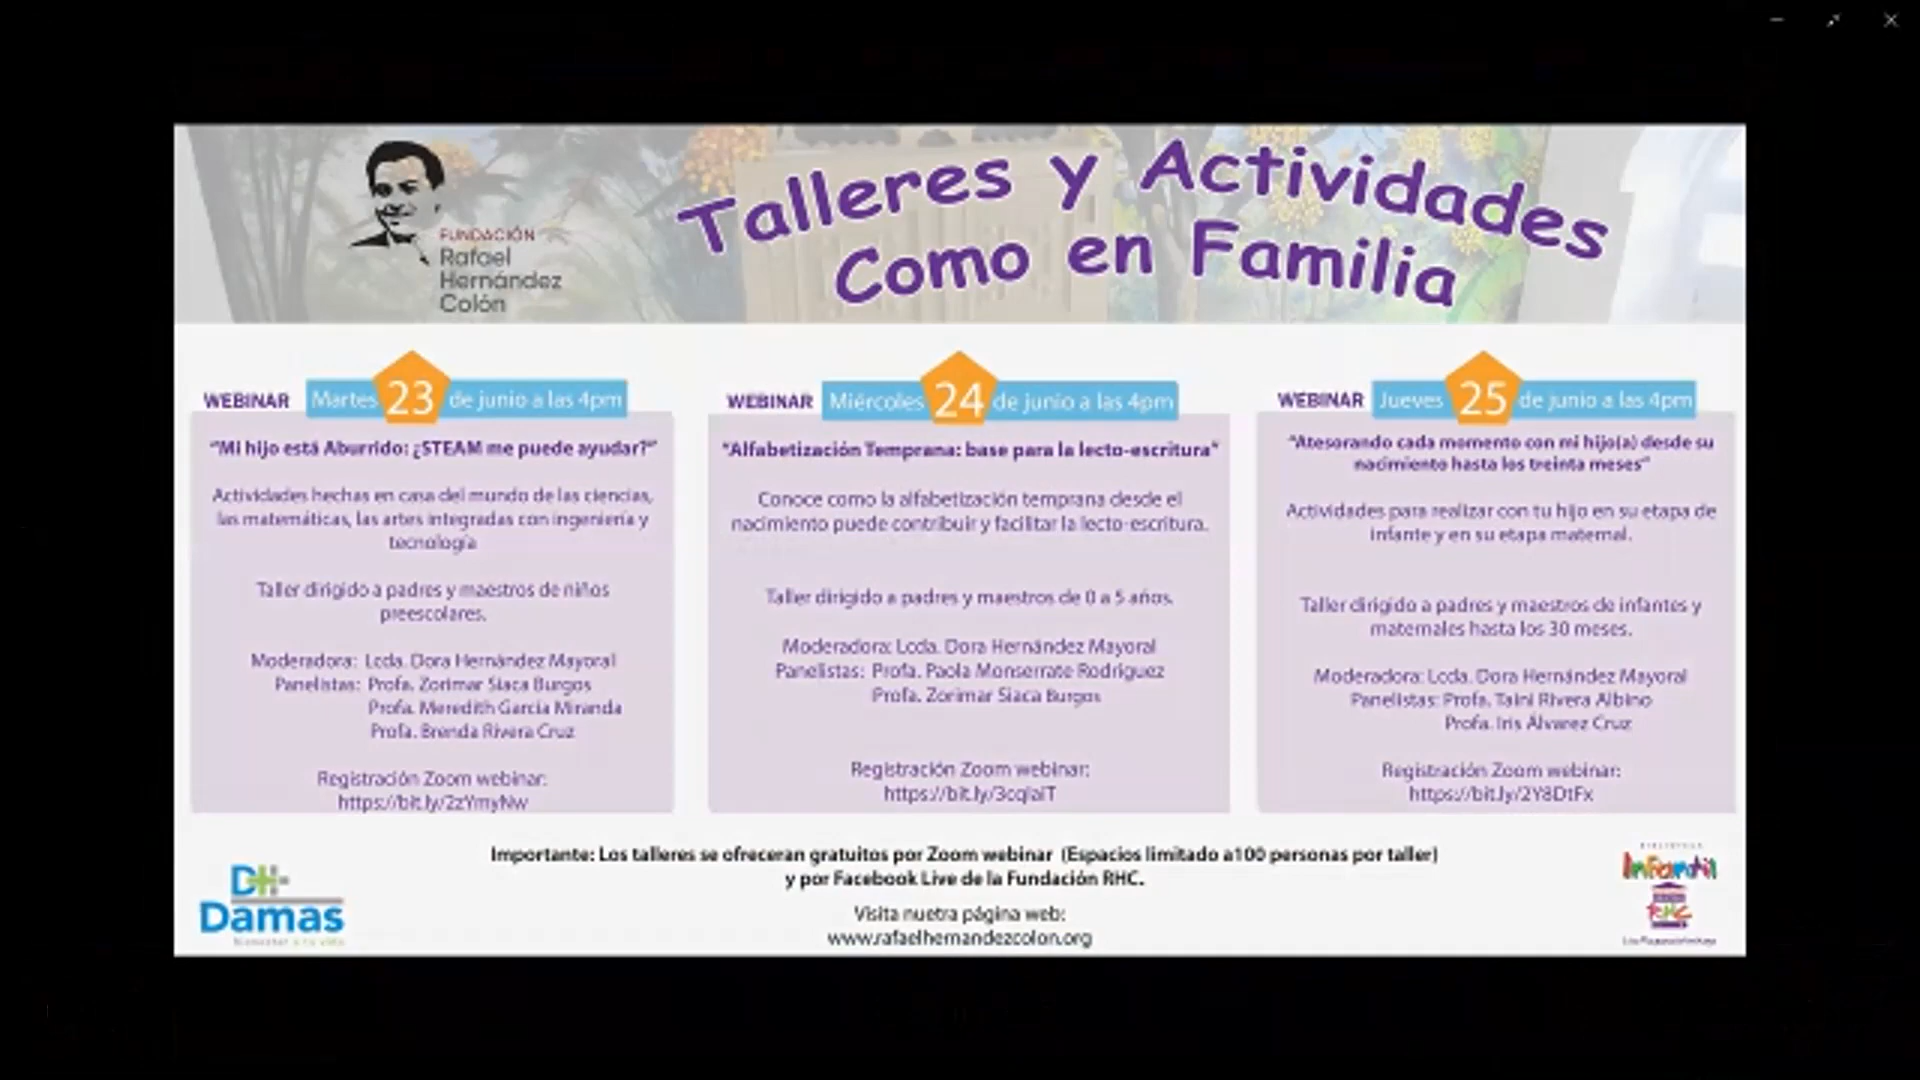 FUNDACIÓN
Rafael
Hernández
Colón
Talleres y Actividades
Como en Familia
WEBINAR Martes 23 de junio a las 4pm
"Mi hijo está Aburrido: ¿STEAM me puede ayudar?"
Actividades hechas en casa del mundo de las ciencias,
las matemáticas, las artes integradas con ingeniería y
tecnología
Taller dirigido a padres y maestros de niños
preescolares.
Moderadora: Lcda. Dora Hernández Mayoral
Panelistas: Profa. Zorimar Siaca Burgos
Profa. Meredith García Miranda
Profa. Brenda Rivera Cruz
Registración Zoom webinar:
https://bit.ly/2zYmyNw
WEBINAR Miércoles 24 de junio a las 4pm
"Alfabetización Temprana: base para la lecto-escritura"
Conoce como la alfabetización temprana desde el
nacimiento puede contribuir y facilitar la lecto-escritura.
Taller dirigido a padres y maestros de 0 a 5 años.
Moderadora: Lcda. Dora Hernández Mayoral
Panelistas: Profa. Paola Monserrate Rodríguez
Profa. Zorimar Siaca Burgos
Registración Zoom webinar:
WEBINAR Jueves 25 de junio a las 4pm
"Atesorando cada momento con mi hijo(a) desde su
nacimiento hasta los treinta meses"
Actividades para realizar con tu hijo en su etapa de
infante y en su etapa maternal.
Taller dirigido a padres y maestros de infantes y
maternales hasta los 30 meses.
Moderadora: Lcda. Dora Hernández Mayoral
Panelistas: Profa. Taini Rivera Albino
Profa. Iris Álvarez Cruz
Registración Zoom webinar:
https://bit.ly/2Y8DtFx
Importante: Los talleres se ofreceran gratuitos por Zoom webinar (Espacios limitado a100 personas por taller)
y por Facebook Live de la Fundación RHC.
Visita nuetra página web:
www.rafaelhernandezcolon.org
Damas
Bienestar a tu vida
BIBLIOTECA
Infantil
RHC